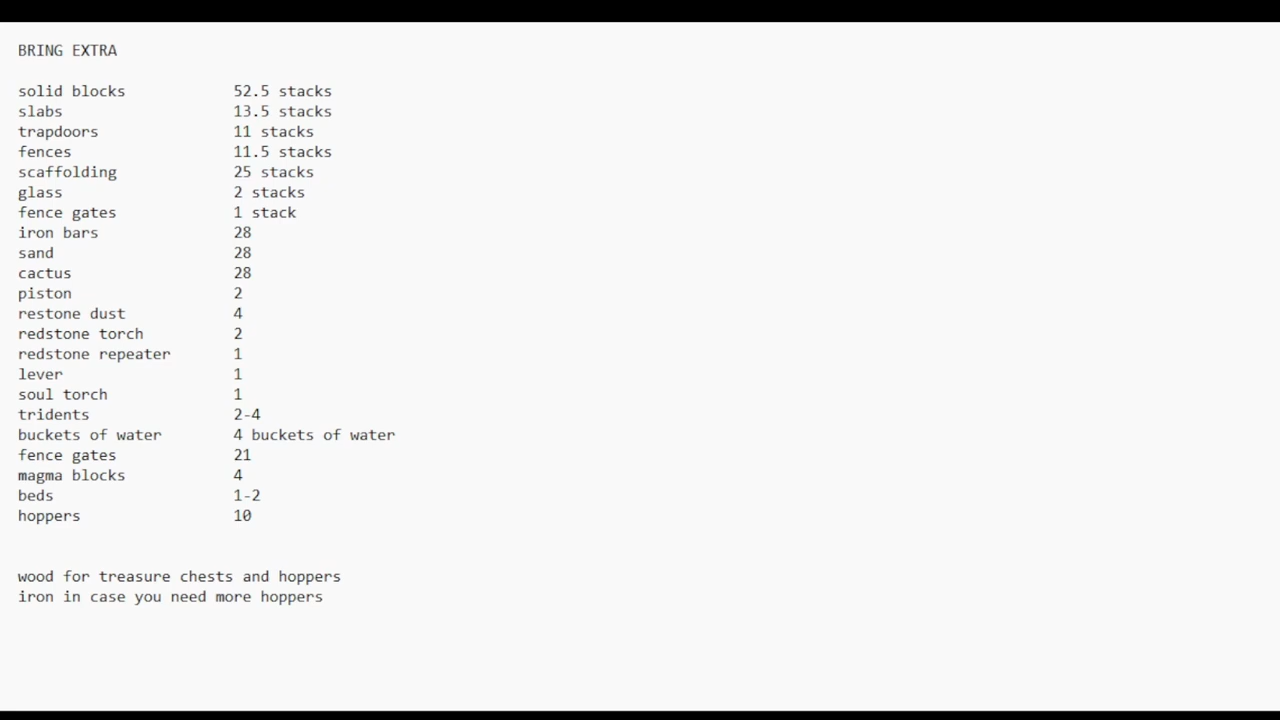 BRING EXTRA
solid blocks 52.5 stacks
slabs 13.5 stacks
trapdoors 11 stacks
fences 11.5 stacks
scaffolding 25 stacks
glass 2 stacks
fence gates 1 stack
iron bars 28
sand 28
cactus 28
piston 2
restone dust 4
redstone torch 2
redstone repeater 1
lever 1
soul torch 1
tridents 2-4
buckets of water 4 buckets of water
fence gates 21
magma blocks 4
beds 1-2
hoppers 10
wood for treasure chests and hoppers
iron in case you need more hoppers